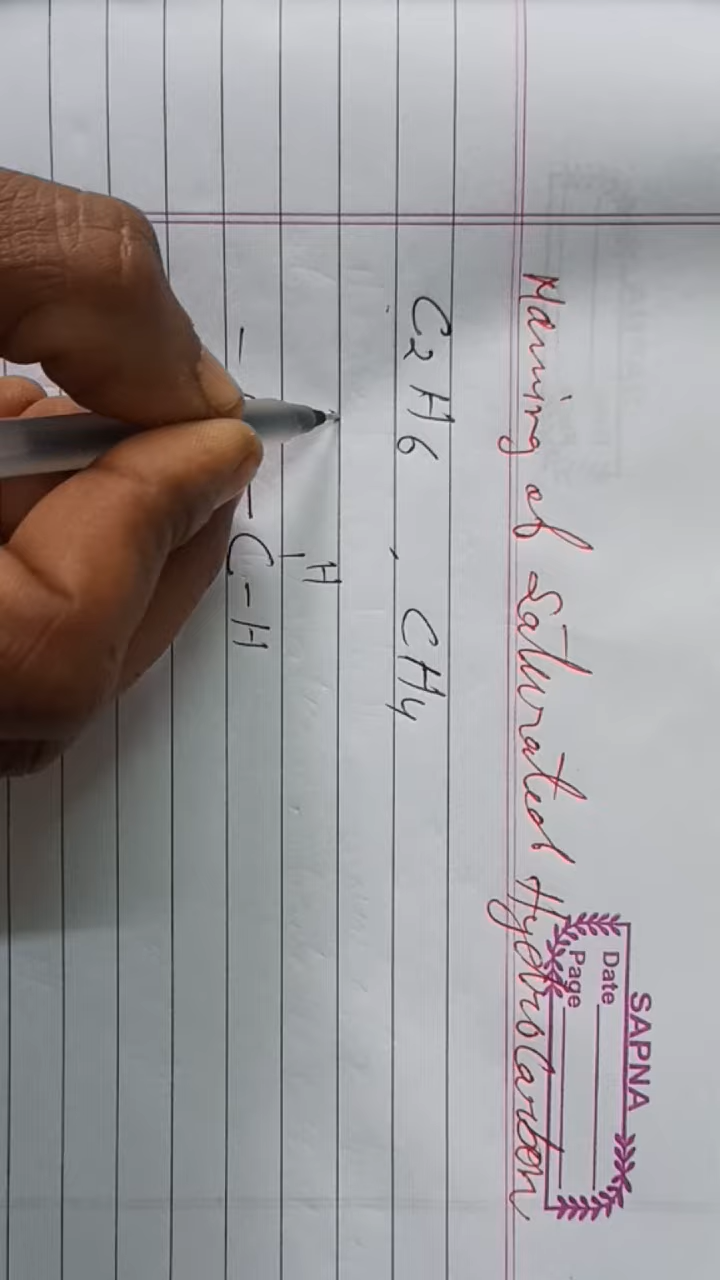 SAPNA
Date
Page
Naming of Saturated Hydrocarbon
C2H6 , CH4
H
- - C - H